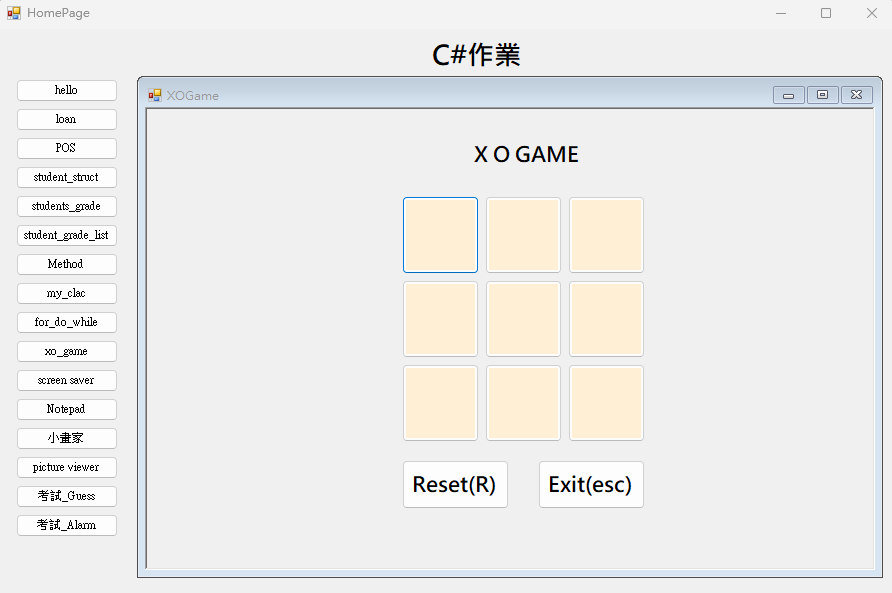 HomePage
C#作業
hello
loan
POS
student_struct
students_grade
student_grade_list
Method
my_clac
for_do_while
xo_game
screen saver
Notepad
小畫家
picture viewer
考試_Guess
考試_Alarm
XOGame
X O GAME
Reset(R)
Exit(esc)